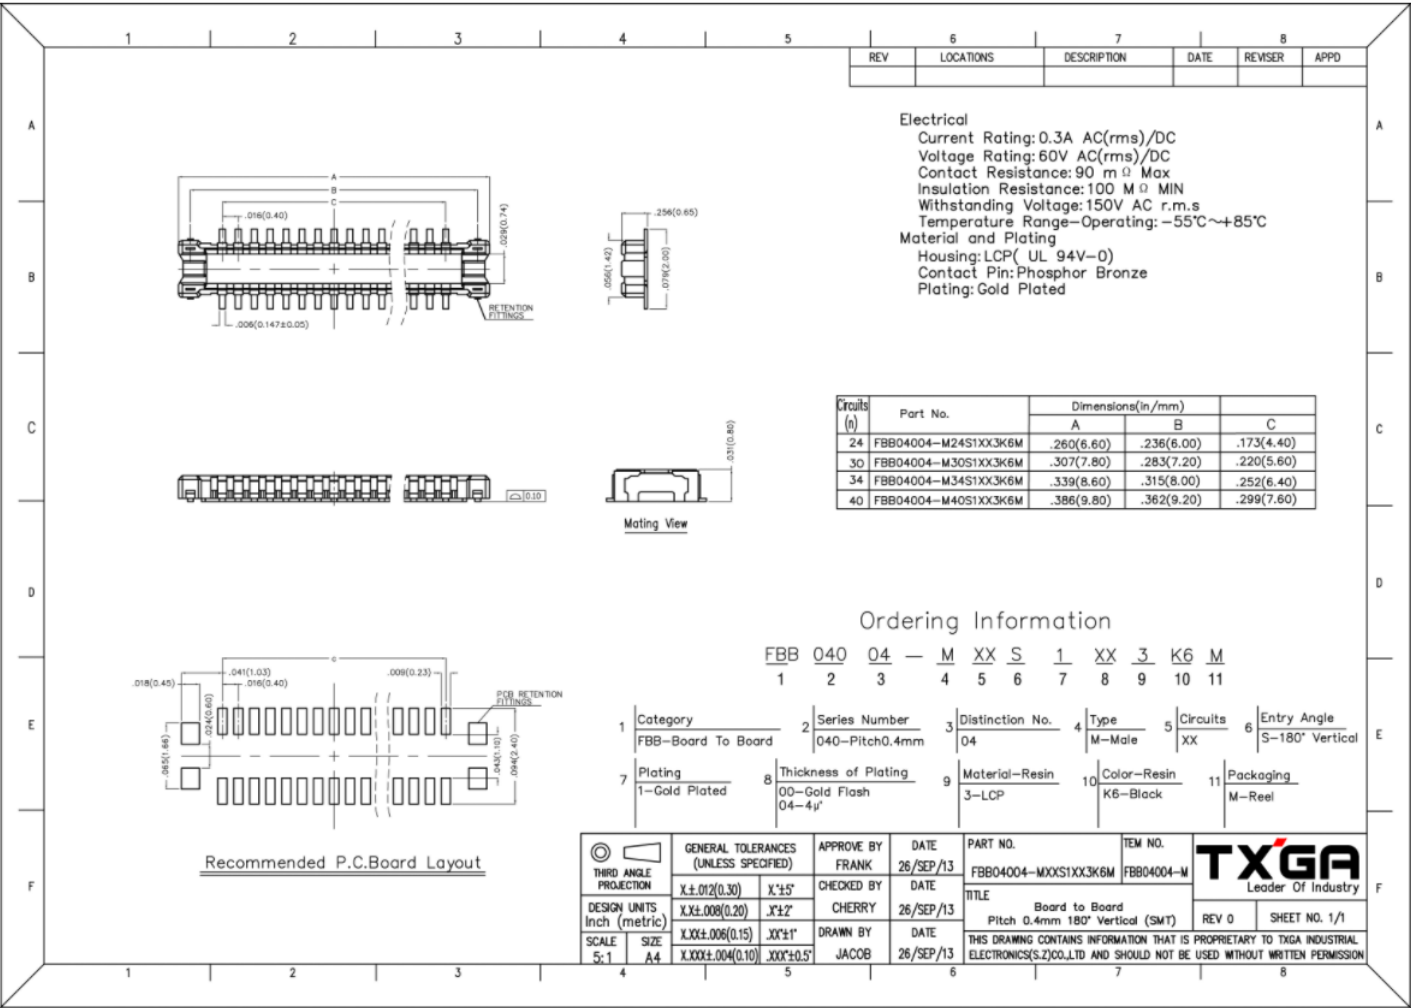 1 2 3 4 5 6 7 8
REV LOCATIONS DESCRIPTION DATE REVISER APPD
A A
Electrical
Current Rating:0.3A AC(rms)/DC
Voltage Rating:60V AC(rms)/DC
Contact Resistance:90 m Ω Max
Insulation Resistance:100 M Ω MIN
Withstanding Voltage:150V AC r.m.s
Temperature Range-Operating:-55℃~+85℃
Material and Plating
Housing:LCP( UL 94V-0)
Contact Pin:Phosphor Bronze
Plating:Gold Plated
A
B
C
.016(0.40)
.029(0.74)
.256(0.65)
.056(1.42)
.079(2.00)
B B
RETENTION
FITTINGS
.006(0.147±0.05)
C C
.031(0.80)
0.10
Mating View
Circuits
(n) Part No. Dimensions(in/mm)
A B C
24 FBB04004-M24S1XX3K6M .260(6.60) .236(6.00) .173(4.40)
30 FBB04004-M30S1XX3K6M .307(7.80) .283(7.20) .220(5.60)
34 FBB04004-M34S1XX3K6M .339(8.60) .315(8.00) .252(6.40)
40 FBB04004-M40S1XX3K6M .386(9.80) .362(9.20) .299(7.60)
D D
Ordering Information
FBB 040 04 - M XX S 1 XX 3 K6 M
1 2 3 4 5 6 7 8 9 10 11
1 Category
FBB-Board To Board
2 Series Number
040-Pitch0.4mm
3 Distinction No.
04
4 Type
M-Male
5 Circuits
XX
6 Entry Angle
S-180° Vertical
7 Plating
1-Gold Plated
8 Thickness of Plating
00-Gold Flash
04-4μ"
9 Material-Resin
3-LCP
10 Color-Resin
K6-Black
11 Packaging
M-Reel
C
.041(1.03)
.009(0.23)
.018(0.45)
.016(0.40)
.024(0.60)
PCB RETENTION
FITTINGS
.065(1.66)
.043(1.10)
.094(2.40)
E E
Recommended P.C.Board Layout
F F
THIRD ANGLE
PROJECTION
DESIGN UNITS
Inch (metric)
SCALE SIZE
5:1 A4
GENERAL TOLERANCES
(UNLESS SPECIFIED)
X.±.012(0.30) X.°±5°
X.X±.008(0.20) .X°±2°
X.XX±.006(0.15) .XX°±1°
X.XXX±.004(0.10) .XXX°±0.5°
APPROVE BY DATE
FRANK 26/SEP/13
CHECKED BY DATE
CHERRY 26/SEP/13
DRAWN BY DATE
JACOB 26/SEP/13
PART NO. TEM NO.
FBB04004-MXXS1XX3K6M FBB04004-M
TITLE
Board to Board
Pitch 0.4mm 180° Vertical (SMT)
TXGA
Leader Of Industry
REV 0 SHEET NO. 1/1
THIS DRAWING CONTAINS INFORMATION THAT IS PROPRIETARY TO TXGA INDUSTRIAL
ELECTRONICS(S.Z)CO.,LTD AND SHOULD NOT BE USED WITHOUT WRITTEN PERMISSION
1 2 3 4 5 6 7 8